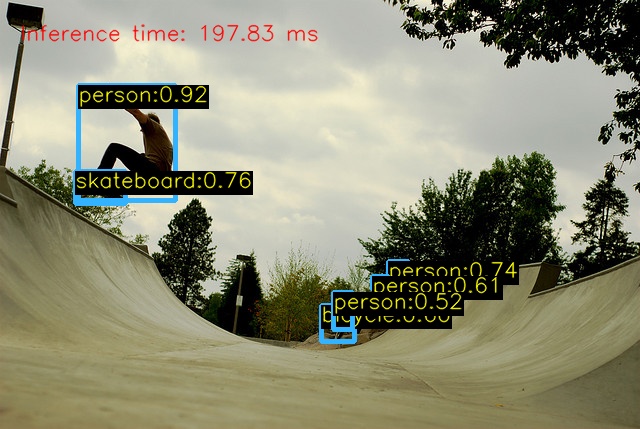 Inference time: 197.83 ms
person:0.92
skateboard:0.76
person:0.74
person:0.61
person:0.52